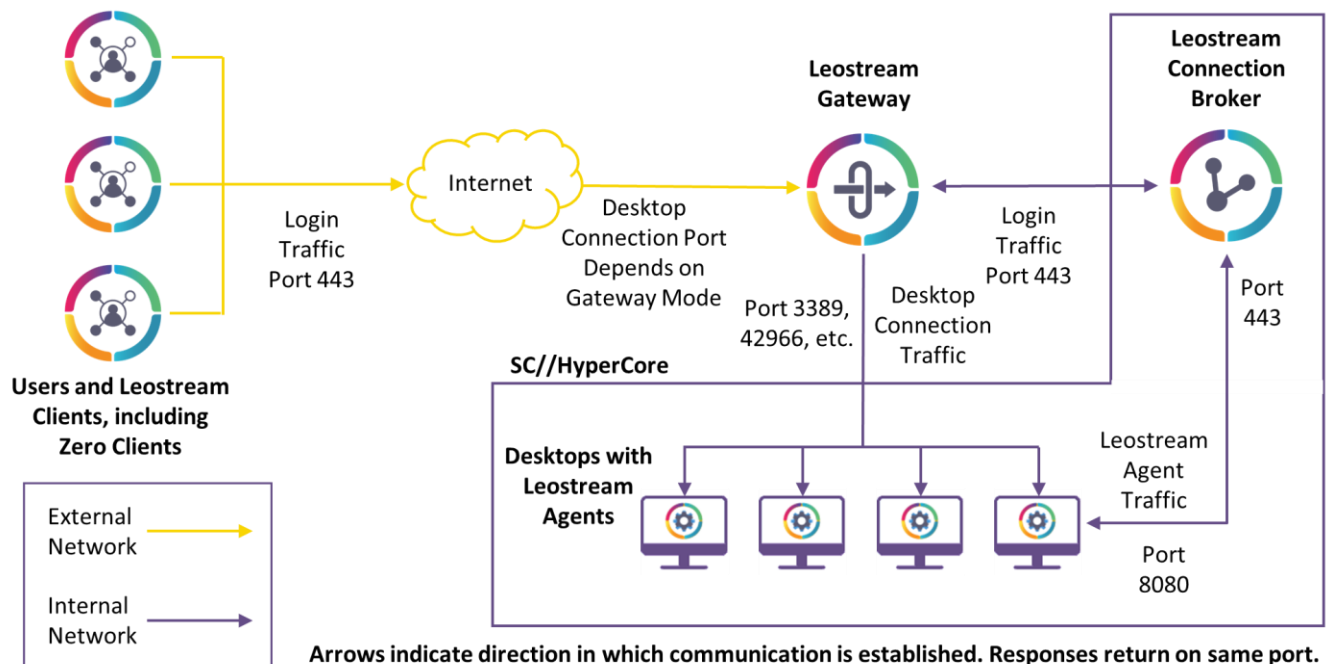 Leostream
Gateway
Leostream
Connection
Broker
Internet
Login
Traffic
Port 443
Desktop
Connection Port
Depends on
Gateway Mode
Login
Traffic
Port 443
Port 3389,
42966, etc.
Desktop
Connection
Traffic
Port
443
SC//HyperCore
Users and Leostream
Clients, including
Zero Clients
Desktops with
Leostream
Agents
Leostream
Agent
Traffic
Port
8080
External
Network
Internal
Network
Arrows indicate direction in which communication is established. Responses return on same port.